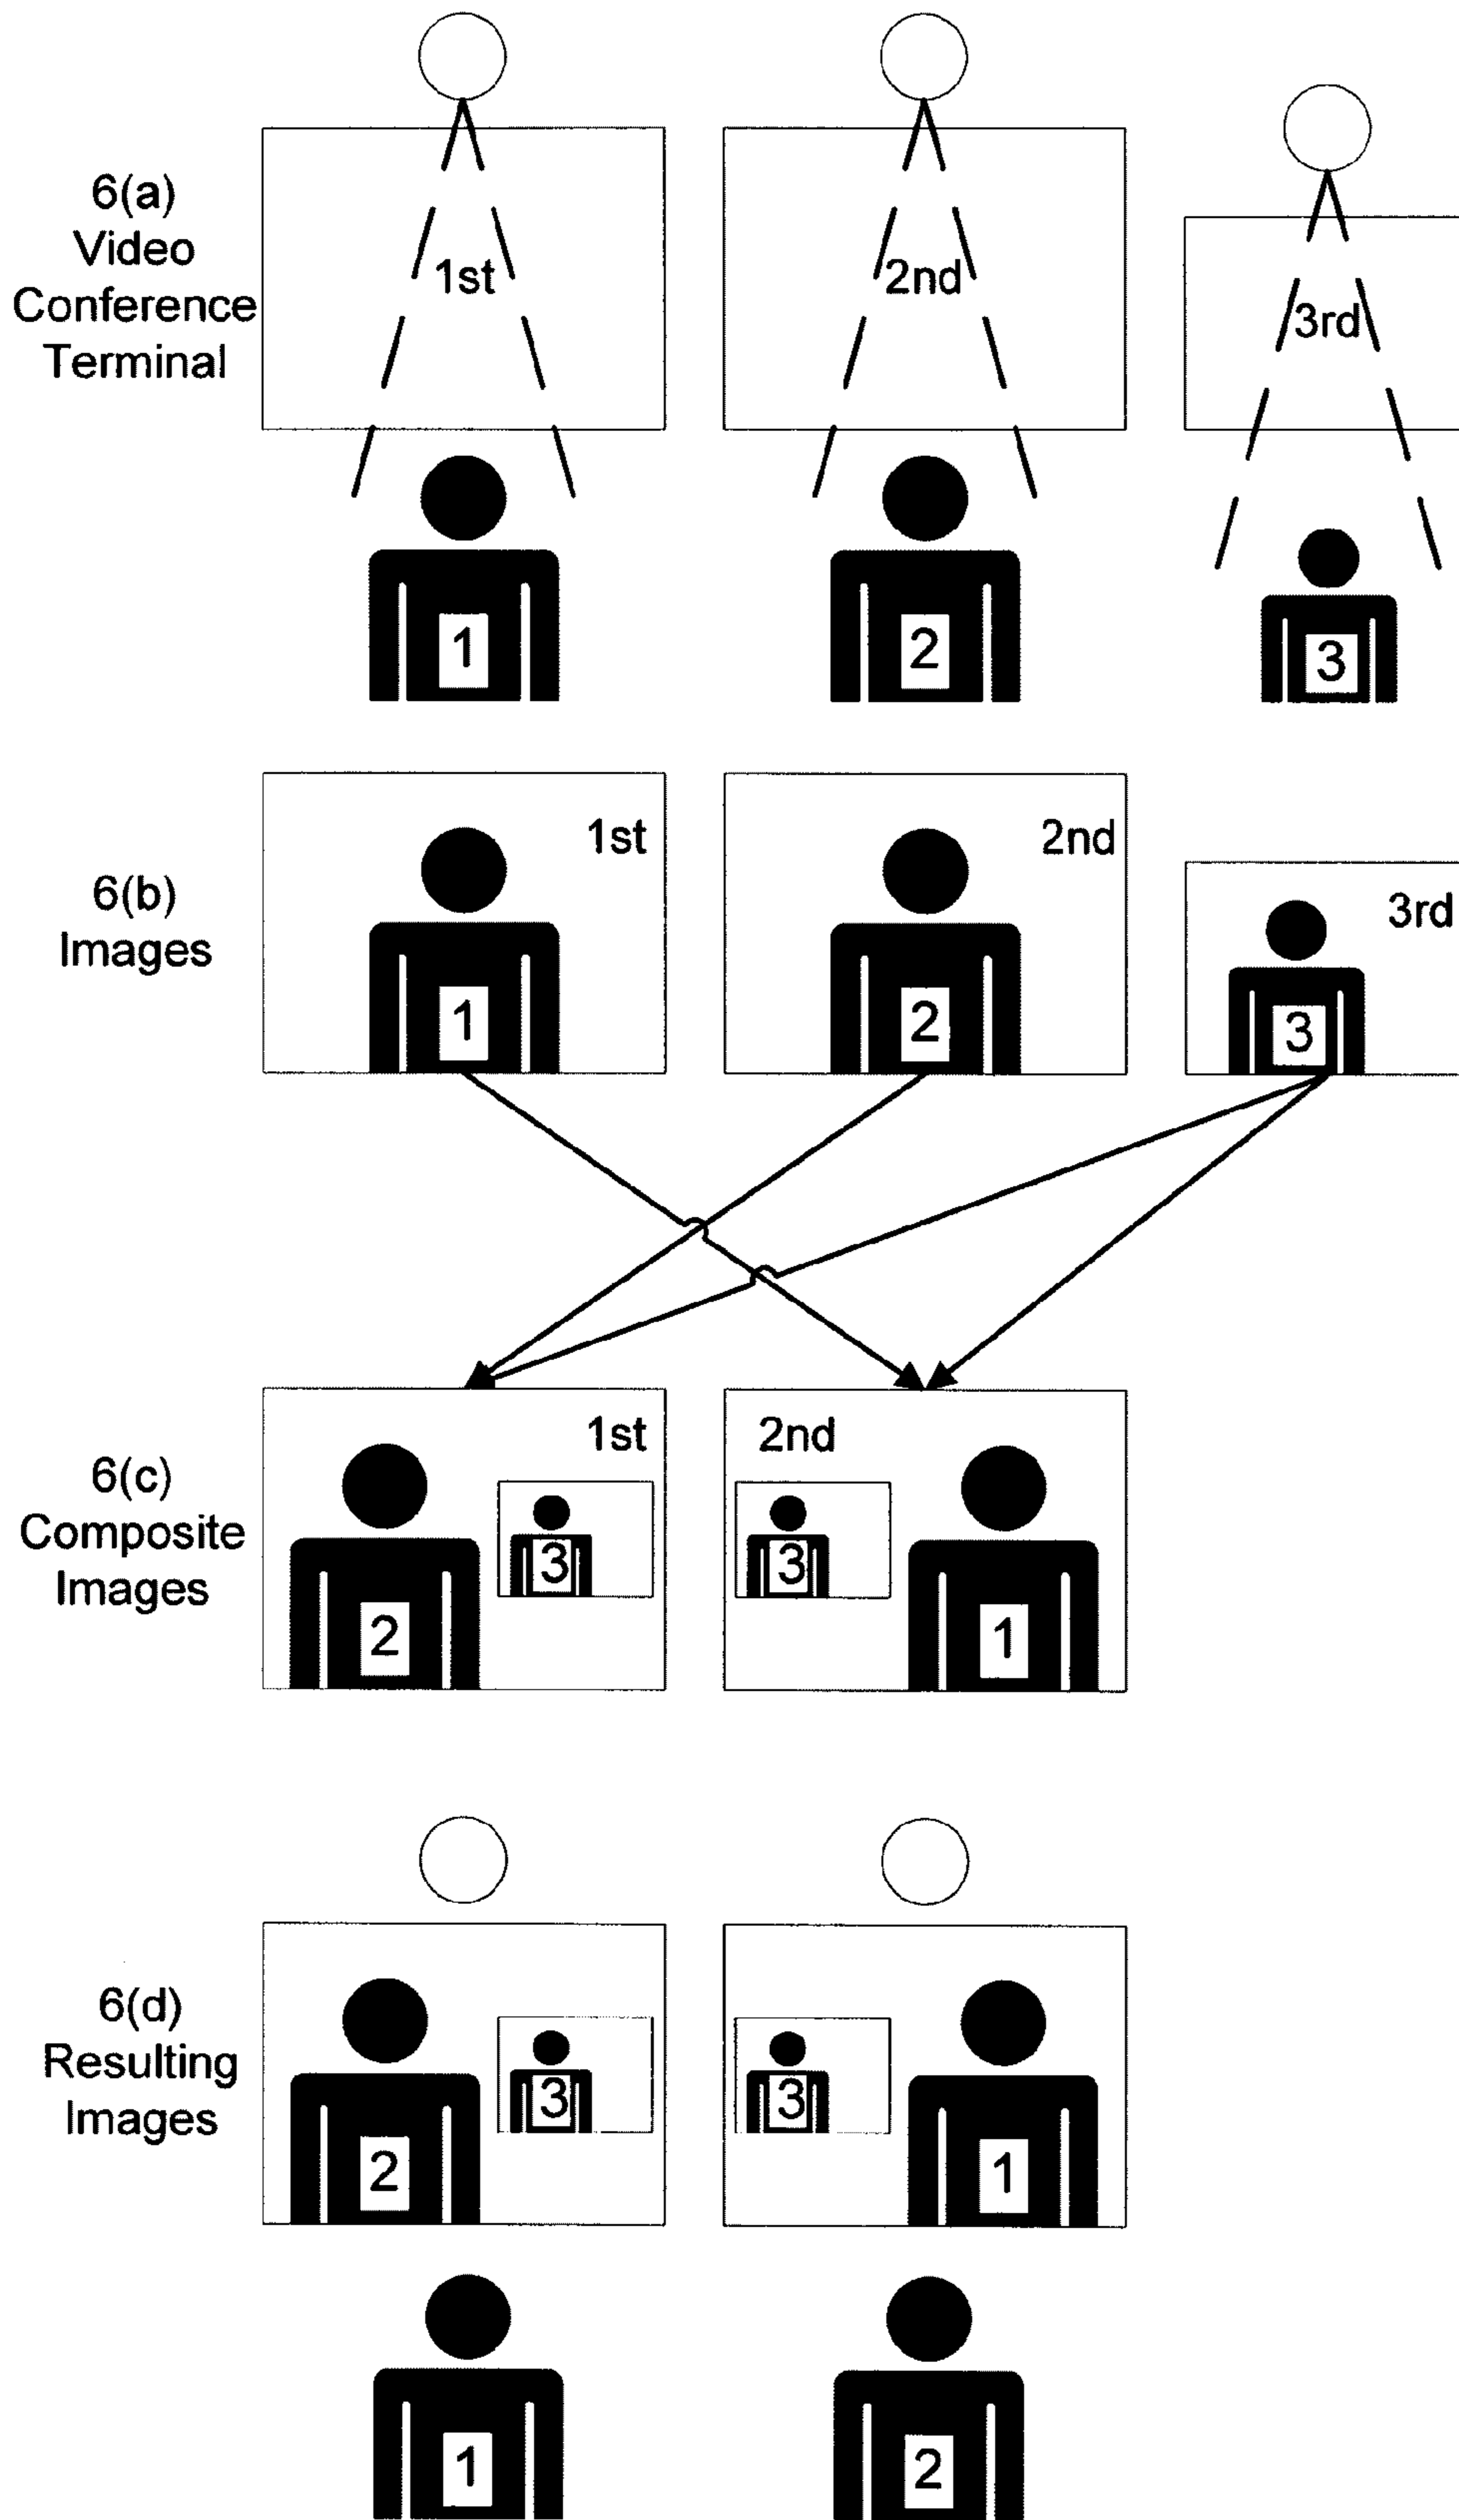 6(a)
Video
Conference
Terminal
1st
2nd
3rd
1
2
3
6(b)
Images
1st
2nd
3rd
1
2
3
6(c)
Composite
Images
1st
2nd
3
3
2
1
6(d)
Resulting
Images
3
3
2
1
1
2